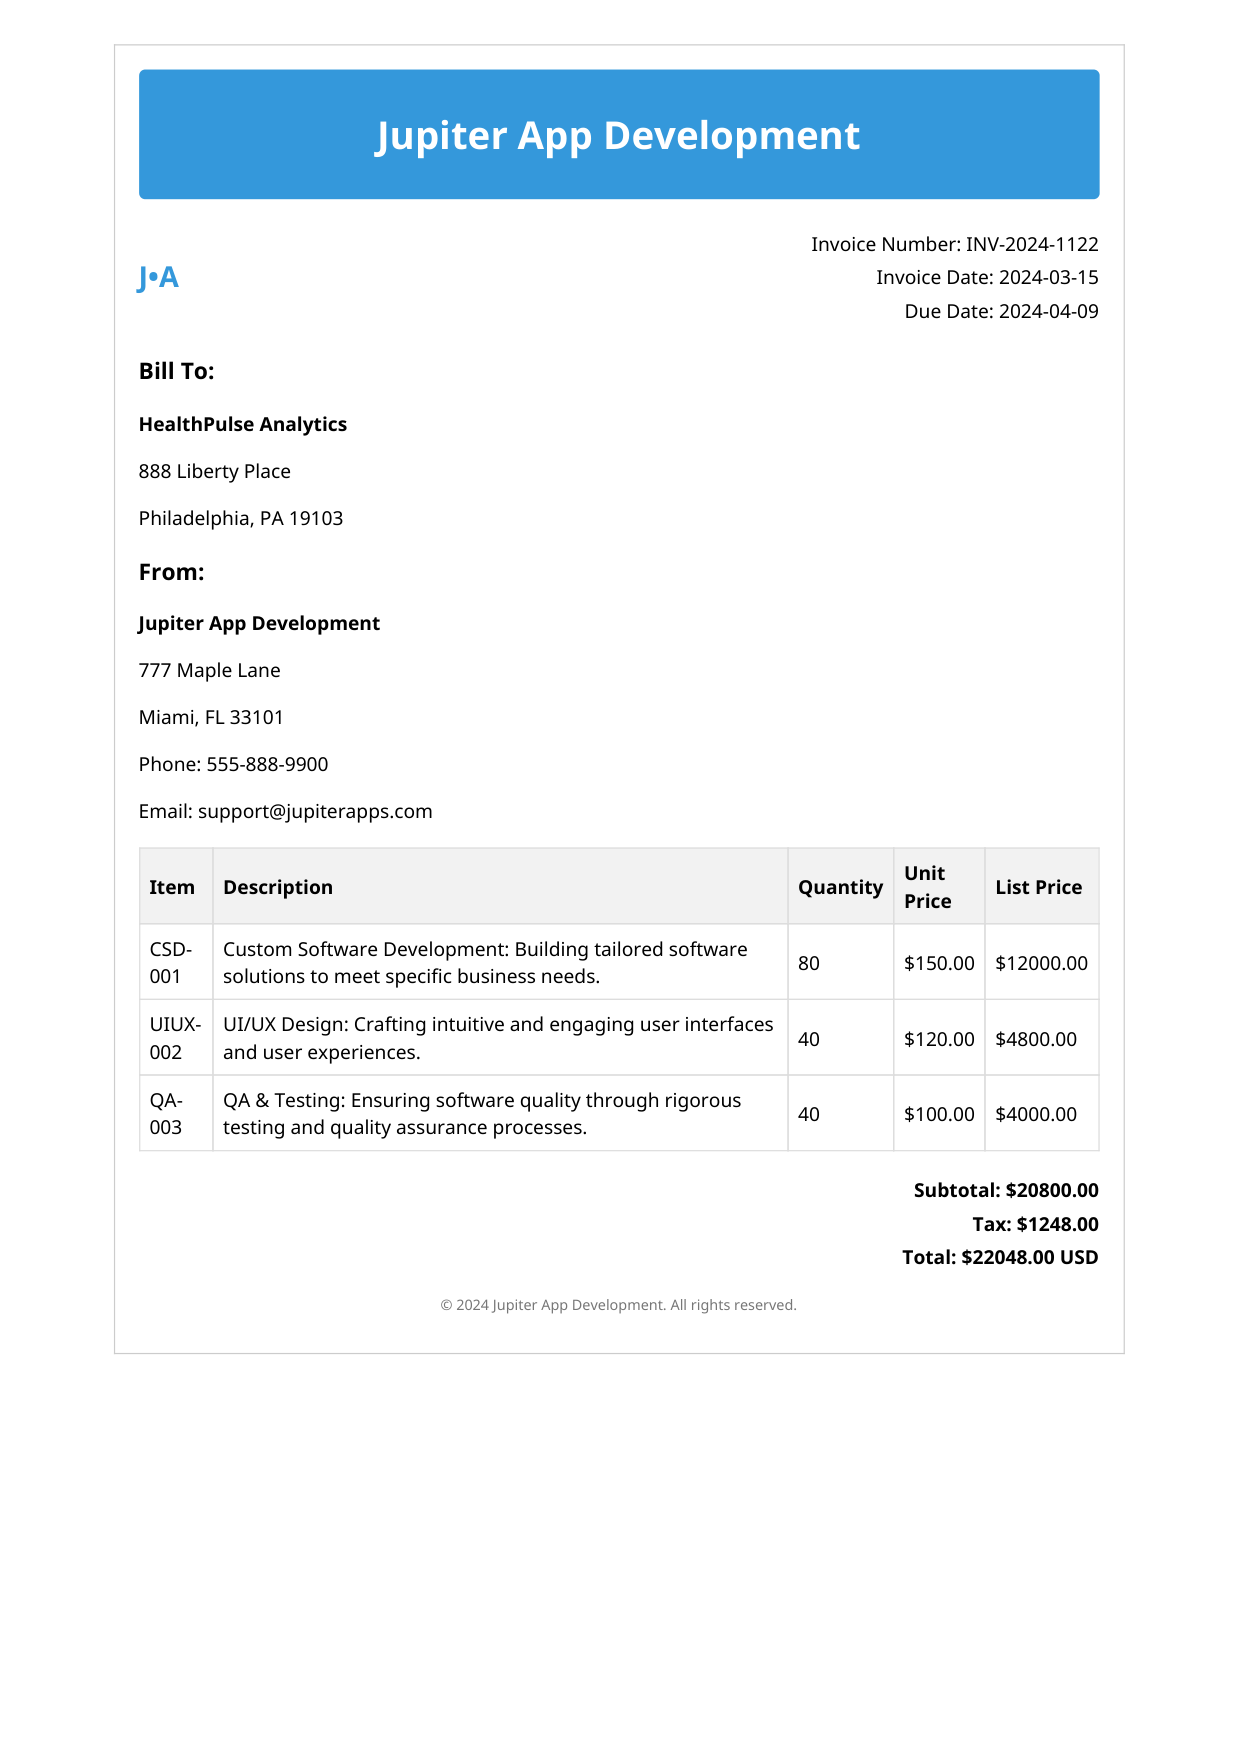 Jupiter App Development
J•A
Invoice Number: INV-2024-1122
Invoice Date: 2024-03-15
Due Date: 2024-04-09
Bill To:
HealthPulse Analytics
888 Liberty Place
Philadelphia, PA 19103
From:
Jupiter App Development
777 Maple Lane
Miami, FL 33101
Phone: 555-888-9900
Email: support@jupiterapps.com
Item Description Quantity Unit Price List Price
CSD-001 Custom Software Development: Building tailored software solutions to meet specific business needs. 80 $150.00 $12000.00
UIUX-002 UI/UX Design: Crafting intuitive and engaging user interfaces and user experiences. 40 $120.00 $4800.00
QA-003 QA & Testing: Ensuring software quality through rigorous testing and quality assurance processes. 40 $100.00 $4000.00
Subtotal: $20800.00
Tax: $1248.00
Total: $22048.00 USD
© 2024 Jupiter App Development. All rights reserved.